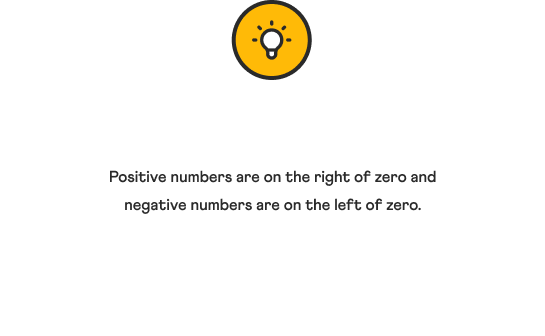 Positive numbers are on the right of zero and
negative numbers are on the left of zero.